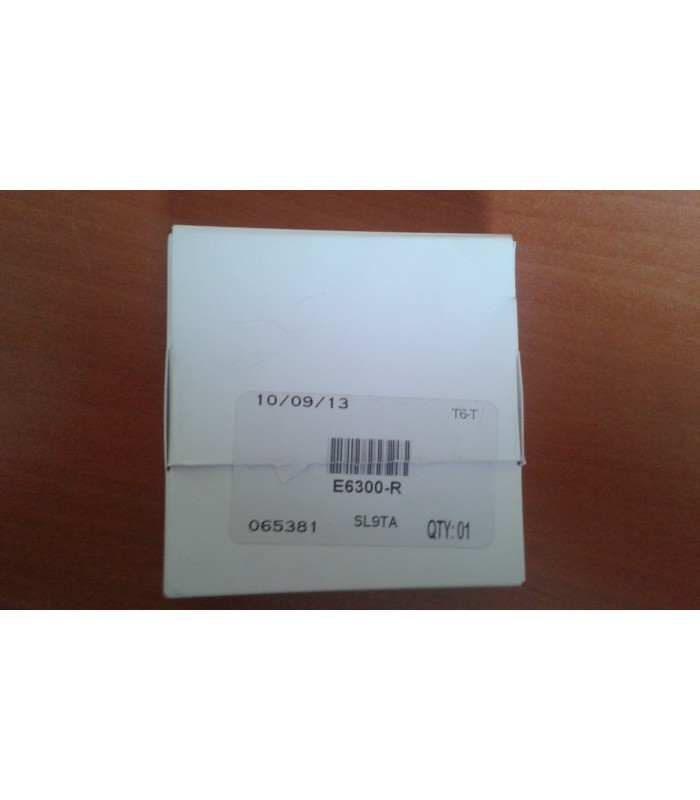 10/09/13 T6-T
E6300-R
065381 SL9TA QTY: 01